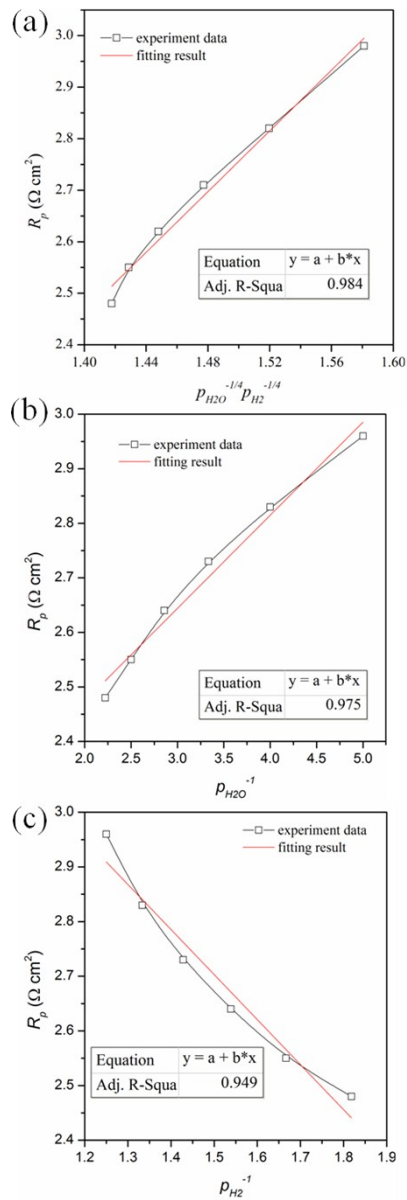 (a)
3.0
2.9
2.8
2.7
2.6
2.5
2.4
Rp (Ω cm²)
experiment data
fitting result
Equation y = a + b*x
Adj. R-Squa 0.984
1.40 1.44 1.48 1.52 1.56 1.60
pH2O^-1/4 pH2^-1/4
(b)
3.0
2.9
2.8
2.7
2.6
2.5
2.4
Rp (Ω cm²)
experiment data
fitting result
Equation y = a + b*x
Adj. R-Squa 0.975
2.0 2.5 3.0 3.5 4.0 4.5 5.0
pH2O^-1
(c)
3.0
2.9
2.8
2.7
2.6
2.5
2.4
Rp (Ω cm²)
experiment data
fitting result
Equation y = a + b*x
Adj. R-Squa 0.949
1.2 1.3 1.4 1.5 1.6 1.7 1.8 1.9
pH2^-1